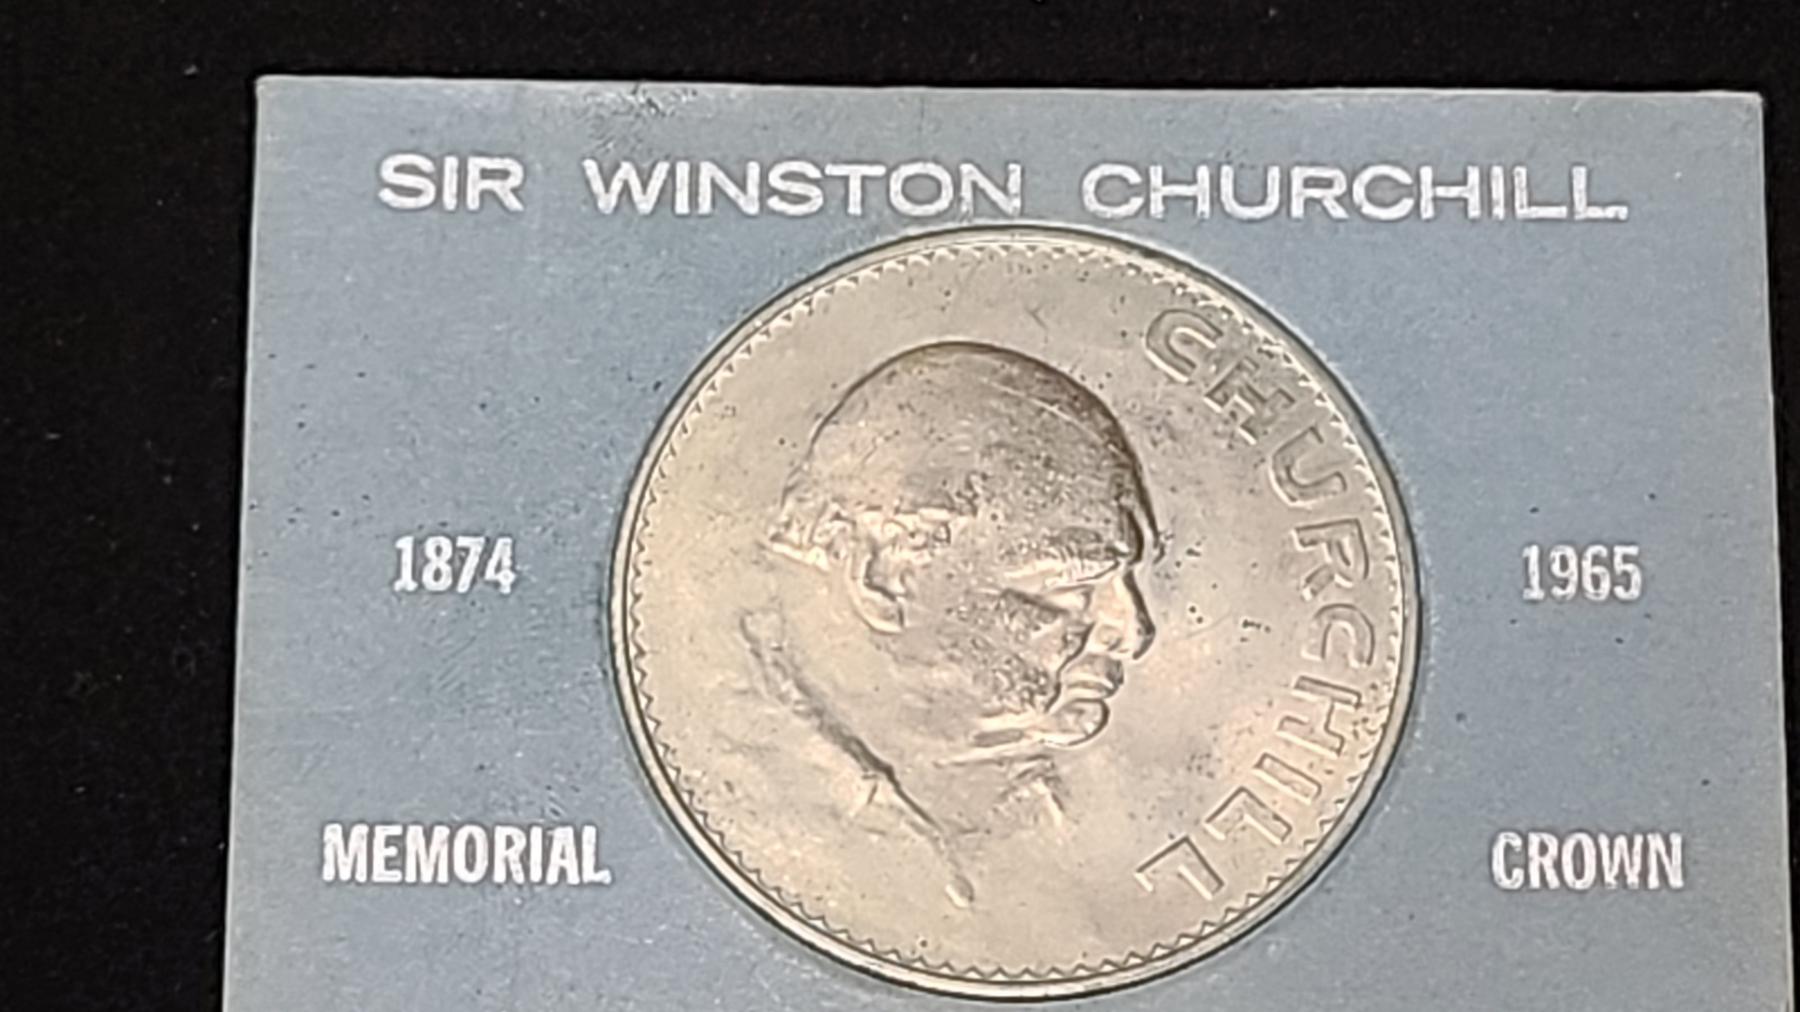 SIR WINSTON CHURCHILL
CHURCHILL
1874
1965
MEMORIAL
CROWN